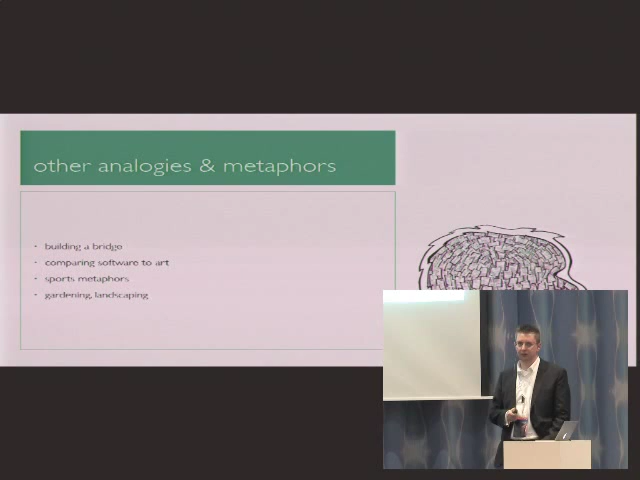 other analogies & metaphors
• building a bridge
• comparing software to art
• sports metaphors
• gardening, landscaping